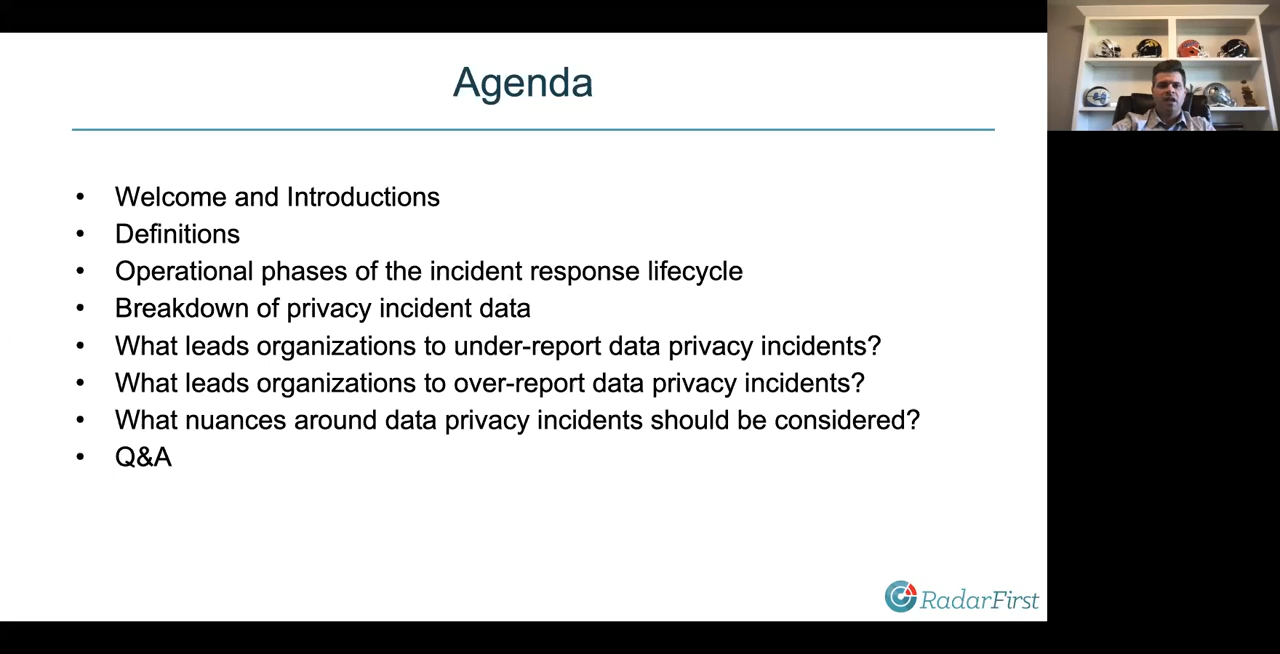 Agenda
• Welcome and Introductions
• Definitions
• Operational phases of the incident response lifecycle
• Breakdown of privacy incident data
• What leads organizations to under-report data privacy incidents?
• What leads organizations to over-report data privacy incidents?
• What nuances around data privacy incidents should be considered?
• Q&A
RadarFirst